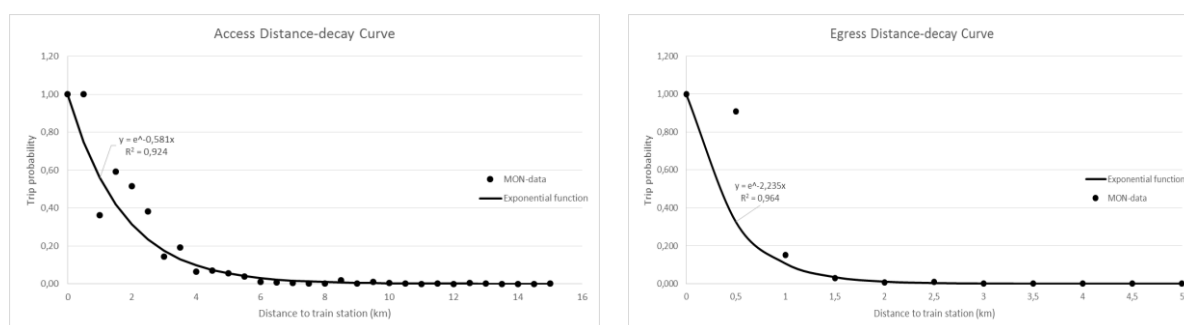 Access Distance-decay Curve
1,20
1,00
0,80
0,60
0,40
0,20
0,00
Trip probability
y = e^-0,581x
R² = 0,924
MON-data
Exponential function
0 2 4 6 8 10 12 14 16
Distance to train station (km)
Egress Distance-decay Curve
1,200
1,000
0,800
0,600
0,400
0,200
0,000
Trip probability
y = e^-2,235x
R² = 0,964
Exponential function
MON-data
0 0,5 1 1,5 2 2,5 3 3,5 4 4,5 5
Distance to train station (km)